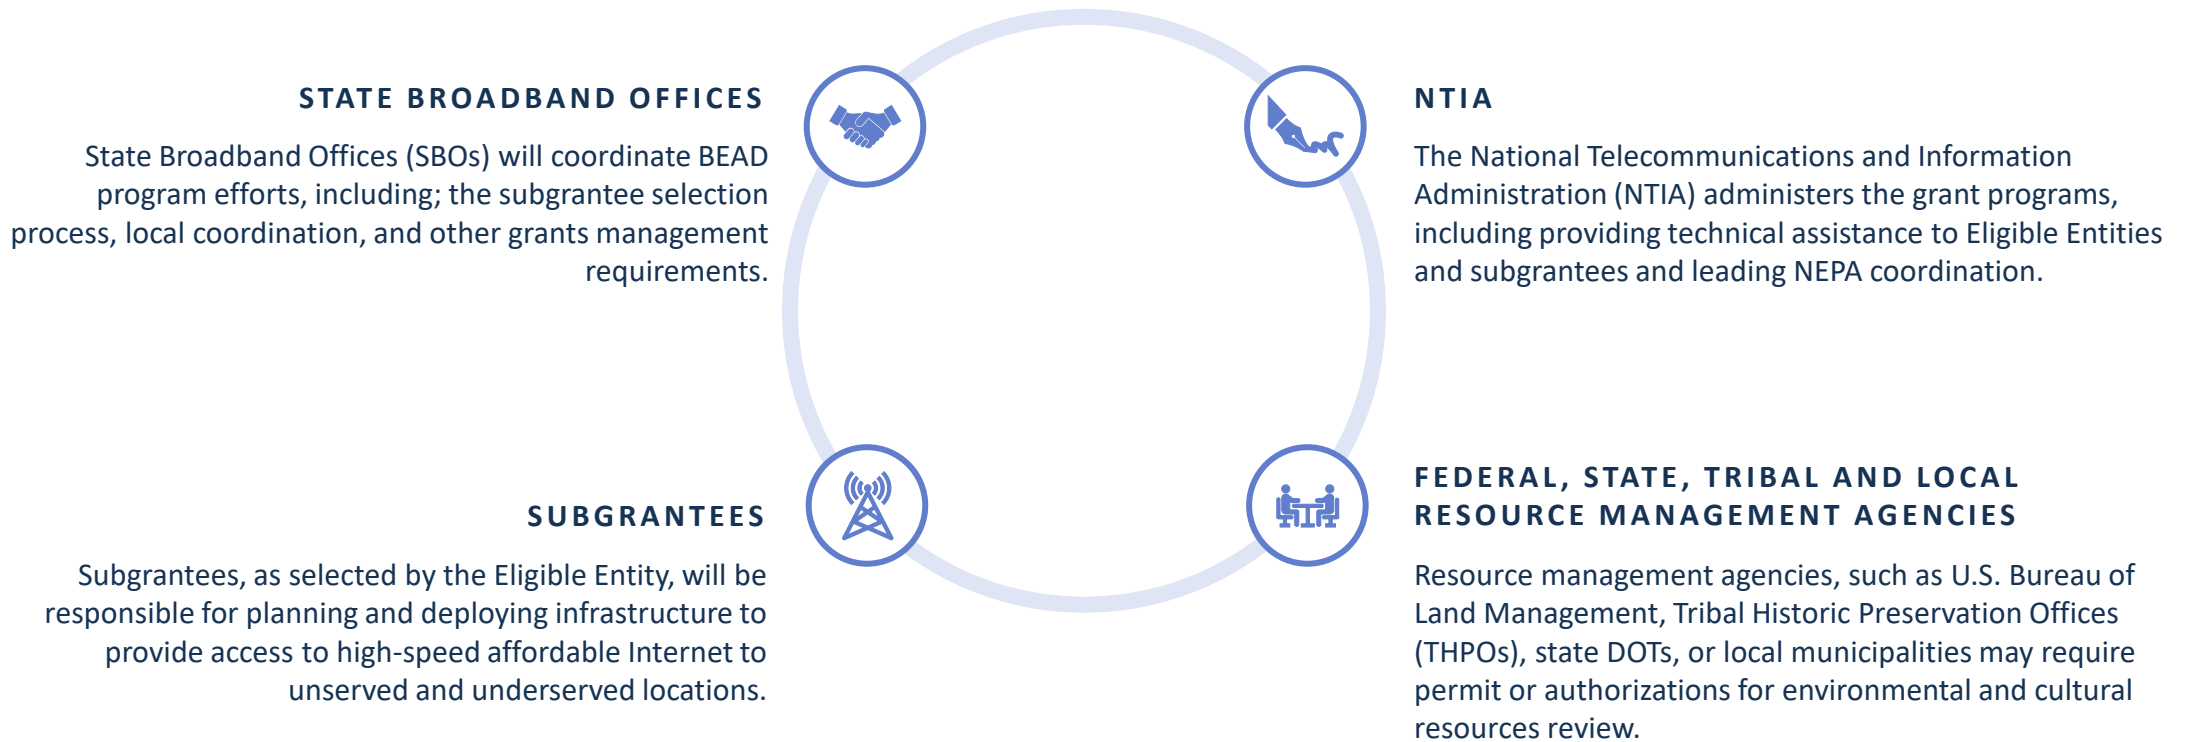 STATE BROADBAND OFFICES
State Broadband Offices (SBOs) will coordinate BEAD
program efforts, including; the subgrantee selection
process, local coordination, and other grants management
requirements.
NTIA
The National Telecommunications and Information
Administration (NTIA) administers the grant programs,
including providing technical assistance to Eligible Entities
and subgrantees and leading NEPA coordination.
SUBGRANTEES
Subgrantees, as selected by the Eligible Entity, will be
responsible for planning and deploying infrastructure to
provide access to high-speed affordable Internet to
unserved and underserved locations.
FEDERAL, STATE, TRIBAL AND LOCAL
RESOURCE MANAGEMENT AGENCIES
Resource management agencies, such as U.S. Bureau of
Land Management, Tribal Historic Preservation Offices
(THPOs), state DOTs, or local municipalities may require
permit or authorizations for environmental and cultural
resources review.